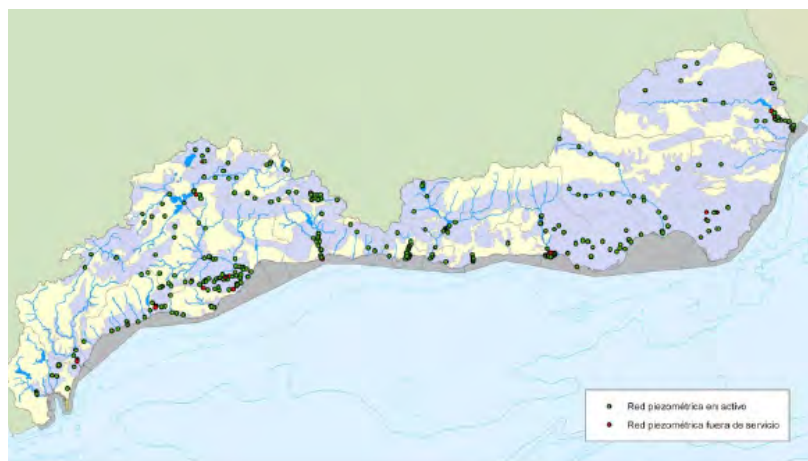 Red piezométrica en activo
Red piezométrica fuera de servicio